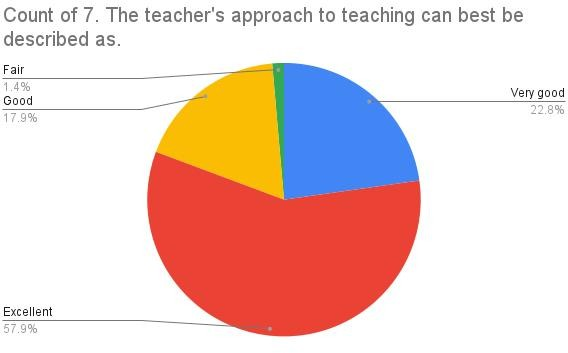 Count of 7. The teacher's approach to teaching can best be
described as.
Fair
1.4%
Good
17.9%
Very good
22.8%
Excellent
57.9%